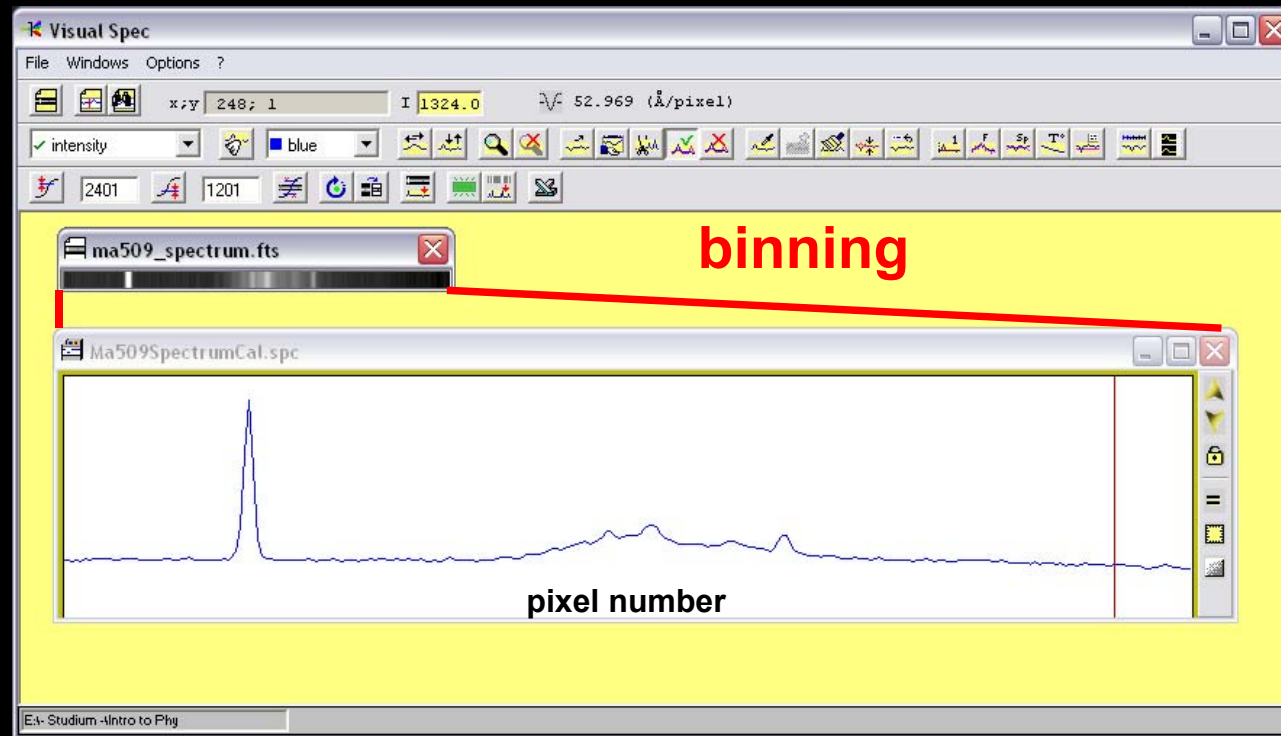 Visual Spec
File Windows Options ?
x;y 248; 1 I 1324.0 52.969 (Å/pixel)
intensity blue
2401 1201
ma509_spectrum.fts
binning
Ma509SpectrumCal.spc
pixel number
E:\- Studium -\Intro to Phy